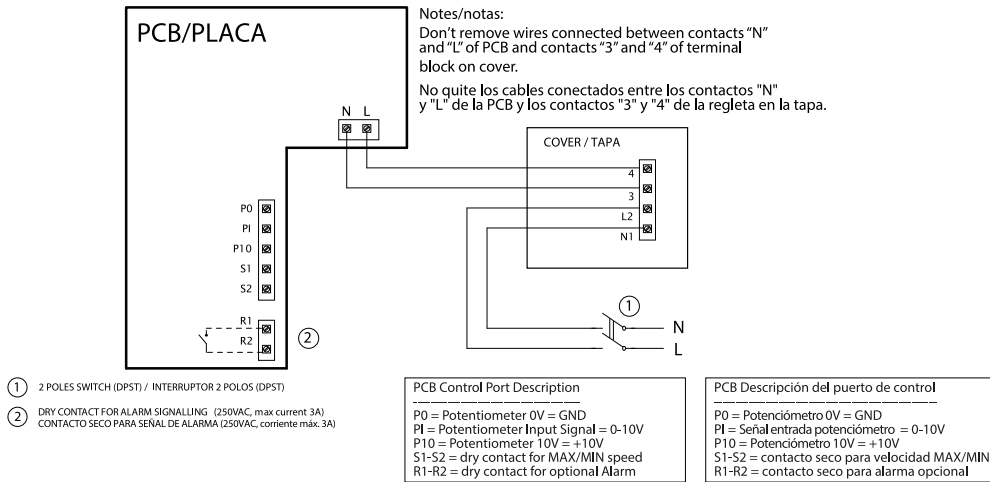 PCB/PLACA
Notes/notas:
Don't remove wires connected between contacts "N"
and "L" of PCB and contacts "3" and "4" of terminal
block on cover.
No quite los cables conectados entre los contactos "N"
y "L" de la PCB y los contactos "3" y "4" de la regleta en la tapa.
N L
COVER / TAPA
4
3
L2
N1
P0
PI
P10
S1
S2
R1
R2
2
1
N
L
1 2 POLES SWITCH (DPST) / INTERRUPTOR 2 POLOS (DPST)
2 DRY CONTACT FOR ALARM SIGNALLING (250VAC, max current 3A)
CONTACTO SECO PARA SEÑAL DE ALARMA (250VAC, corriente máx. 3A)
PCB Control Port Description
P0 = Potentiometer 0V = GND
PI = Potentiometer Input Signal = 0-10V
P10 = Potentiometer 10V = +10V
S1-S2 = dry contact for MAX/MIN speed
R1-R2 = dry contact for optional Alarm
PCB Descripción del puerto de control
P0 = Potenciómetro 0V = GND
PI = Señal entrada potenciómetro = 0-10V
P10 = Potenciómetro 10V = +10V
S1-S2 = contacto seco para velocidad MAX/MIN
R1-R2 = contacto seco para alarma opcional